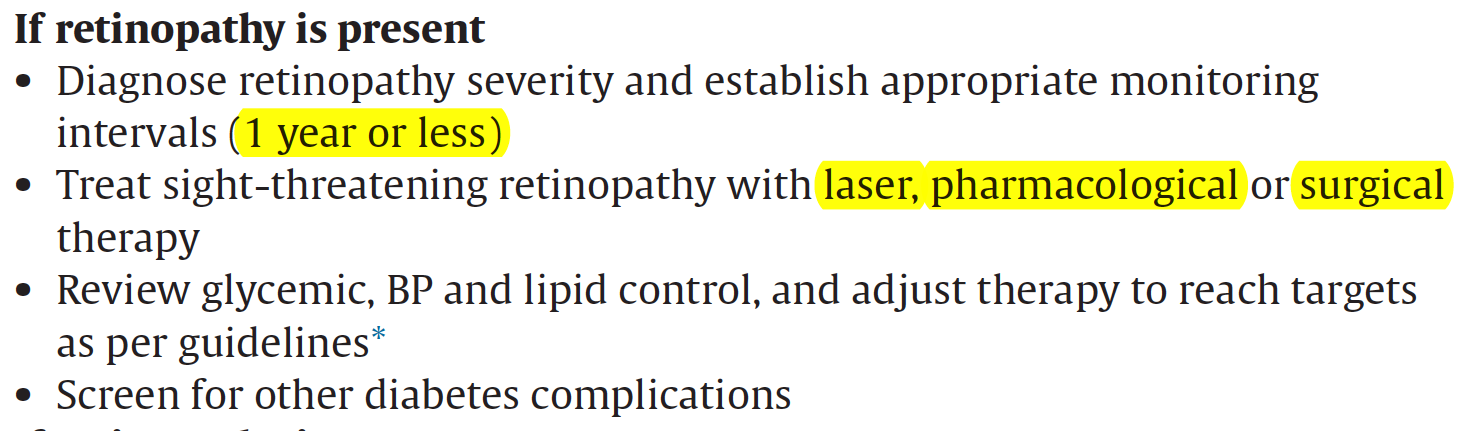 If retinopathy is present
• Diagnose retinopathy severity and establish appropriate monitoring
intervals (1 year or less)
• Treat sight-threatening retinopathy with laser, pharmacological or surgical
therapy
• Review glycemic, BP and lipid control, and adjust therapy to reach targets
as per guidelines*
• Screen for other diabetes complications